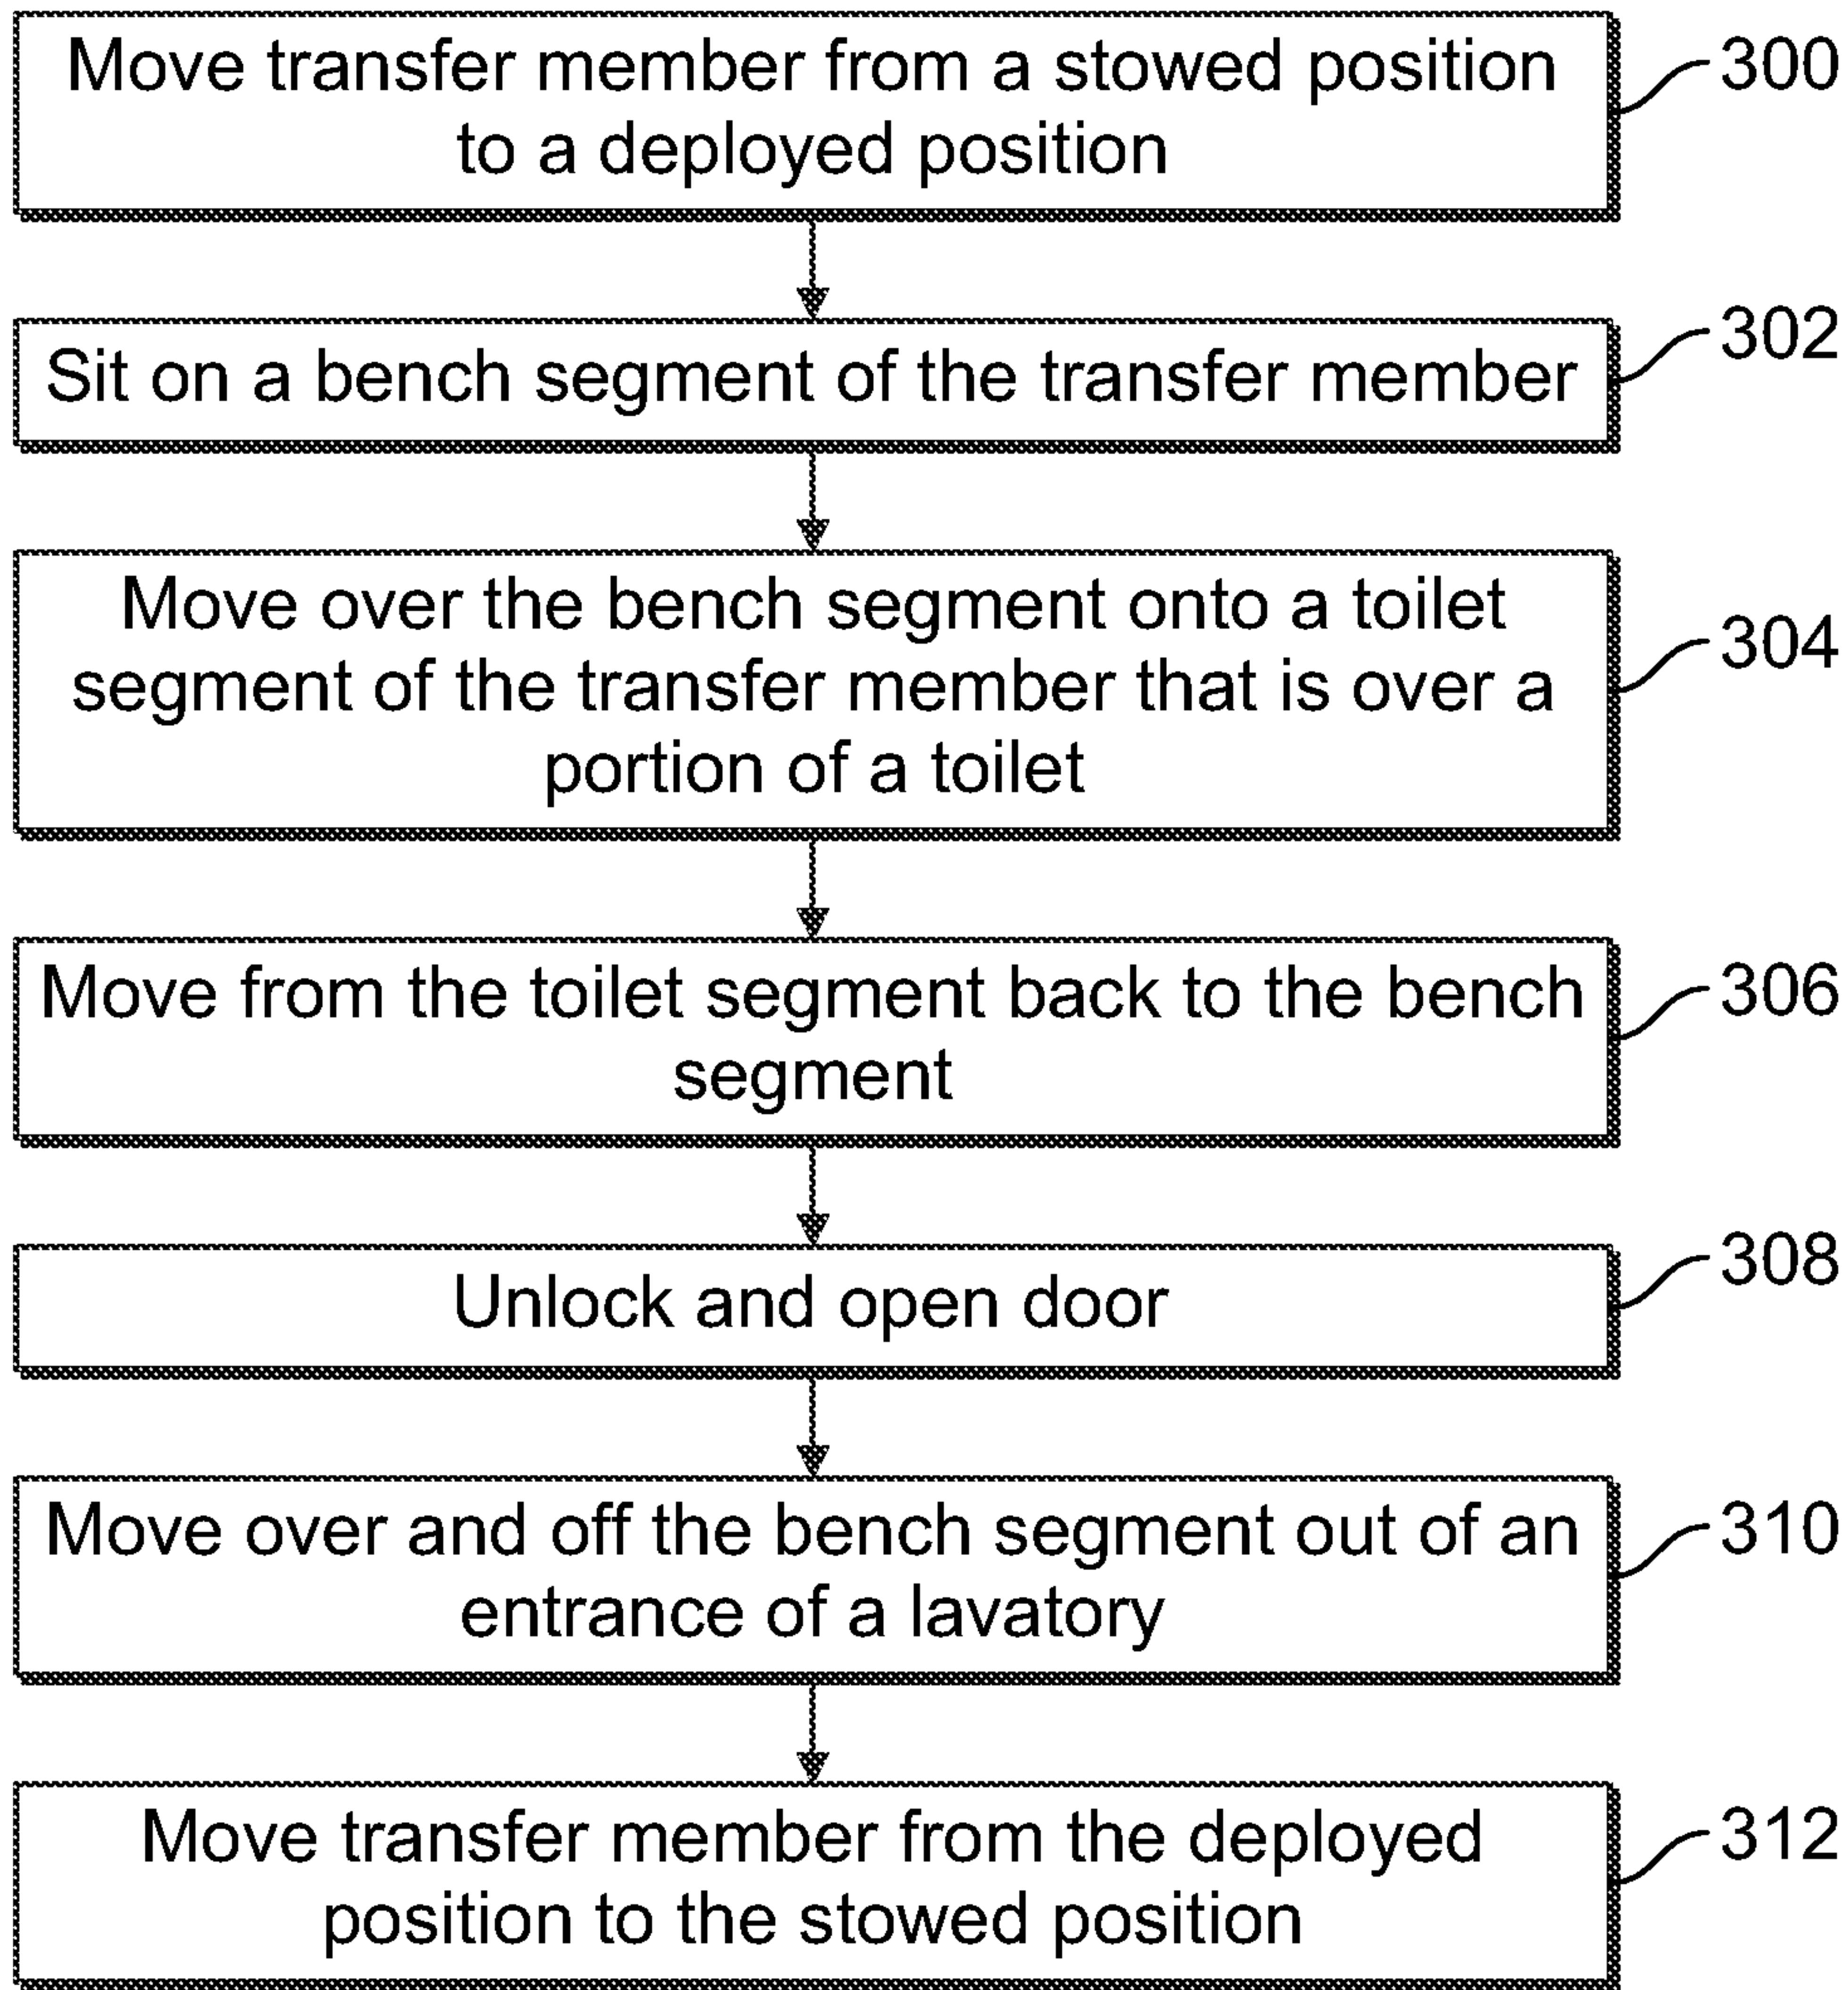 Move transfer member from a stowed position
to a deployed position
300
Sit on a bench segment of the transfer member
302
Move over the bench segment onto a toilet
segment of the transfer member that is over a
portion of a toilet
304
Move from the toilet segment back to the bench
segment
306
Unlock and open door
308
Move over and off the bench segment out of an
entrance of a lavatory
310
Move transfer member from the deployed
position to the stowed position
312